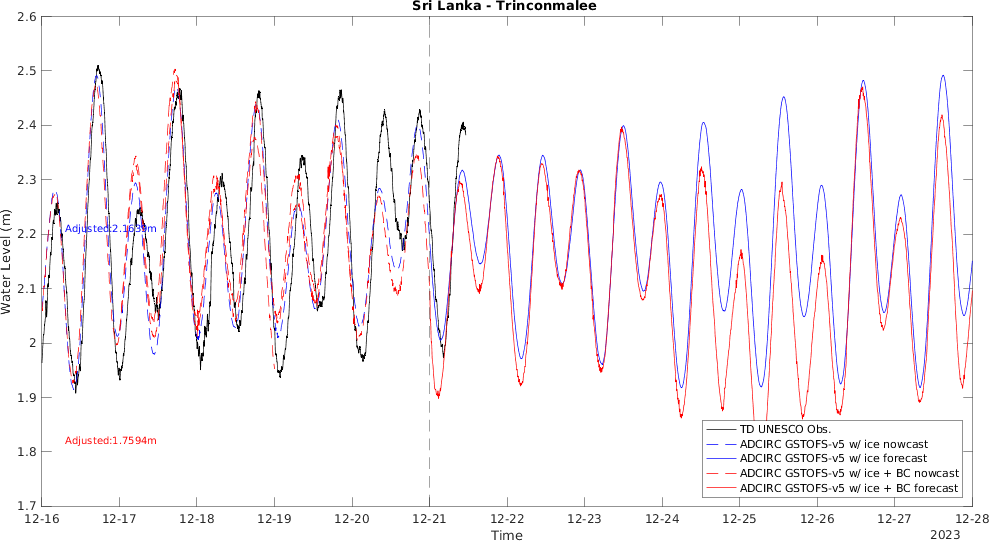 Sri Lanka - Trinconmalee
2.6
2.5
2.4
2.3
2.2
2.1
2
1.9
1.8
1.7
Water Level (m)
Adjusted:2.1639m
Adjusted:1.7594m
TD UNESCO Obs.
ADCIRC GSTOFS-v5 w/ ice nowcast
ADCIRC GSTOFS-v5 w/ ice forecast
ADCIRC GSTOFS-v5 w/ ice + BC nowcast
ADCIRC GSTOFS-v5 w/ ice + BC forecast
12-16 12-17 12-18 12-19 12-20 12-21 12-22 12-23 12-24 12-25 12-26 12-27 12-28
Time 2023